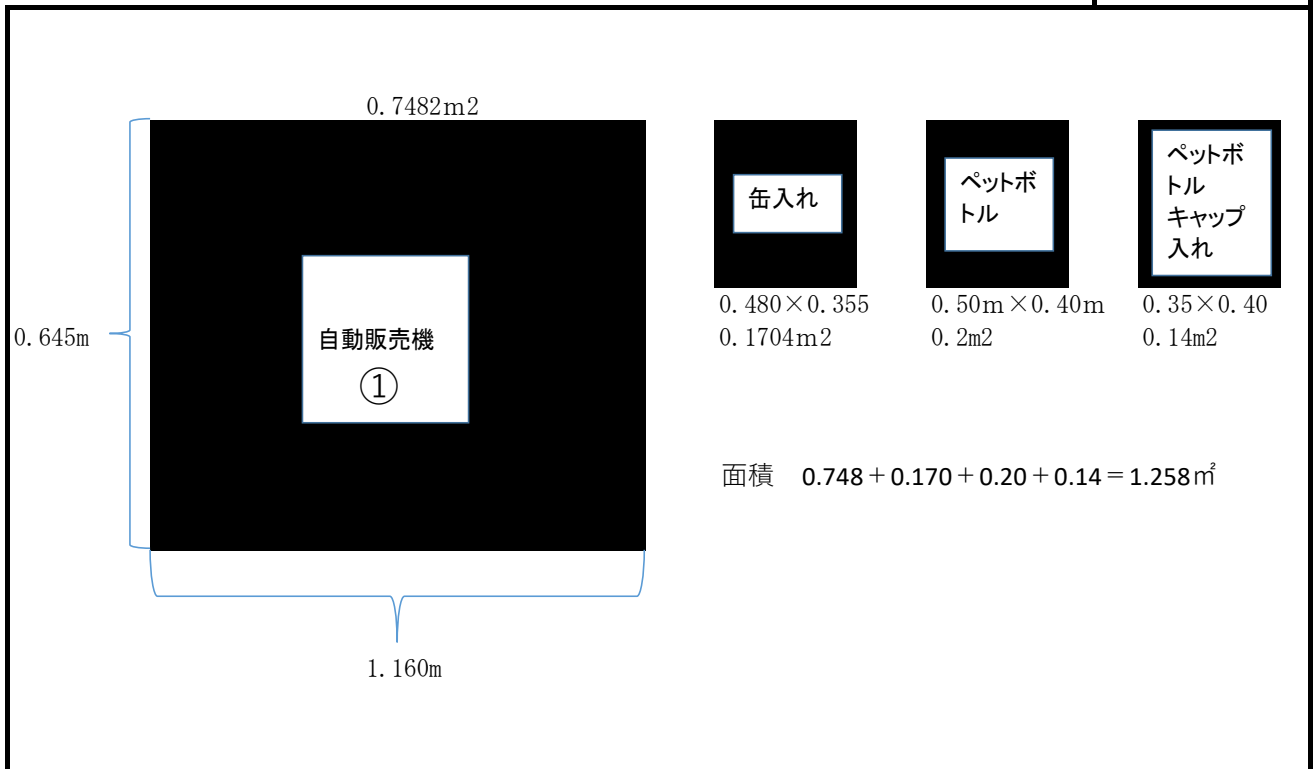 0.7482m2
0.645m
自動販売機
①
1.160m
缶入れ
0.480×0.355
0.1704m2
ペットボ
トル
0.50m×0.40m
0.2m2
ペットボ
トル
キャップ
入れ
0.35×0.40
0.14m2
面積　0.748＋0.170＋0.20＋0.14＝1.258㎡